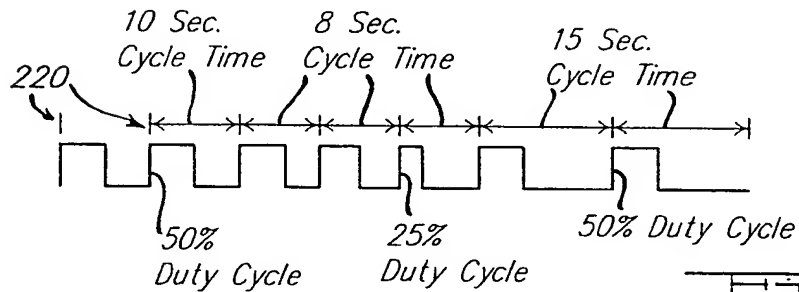 10 Sec.
Cycle Time
8 Sec.
Cycle Time
15 Sec.
Cycle Time
220
50%
Duty Cycle
25%
Duty Cycle
50% Duty Cycle